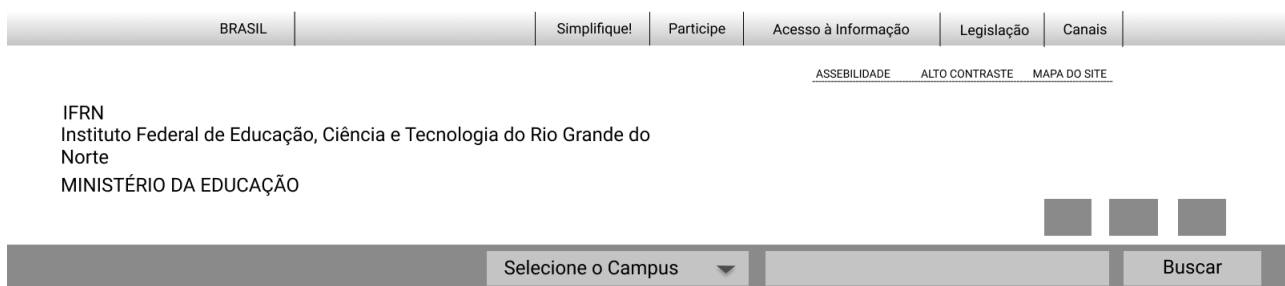 BRASIL Simplifique! Participe Acesso à Informação Legislação Canais
ASSEBILIDADE ALTO CONTRASTE MAPA DO SITE
IFRN
Instituto Federal de Educação, Ciência e Tecnologia do Rio Grande do
Norte
MINISTÉRIO DA EDUCAÇÃO
Selecione o Campus Buscar